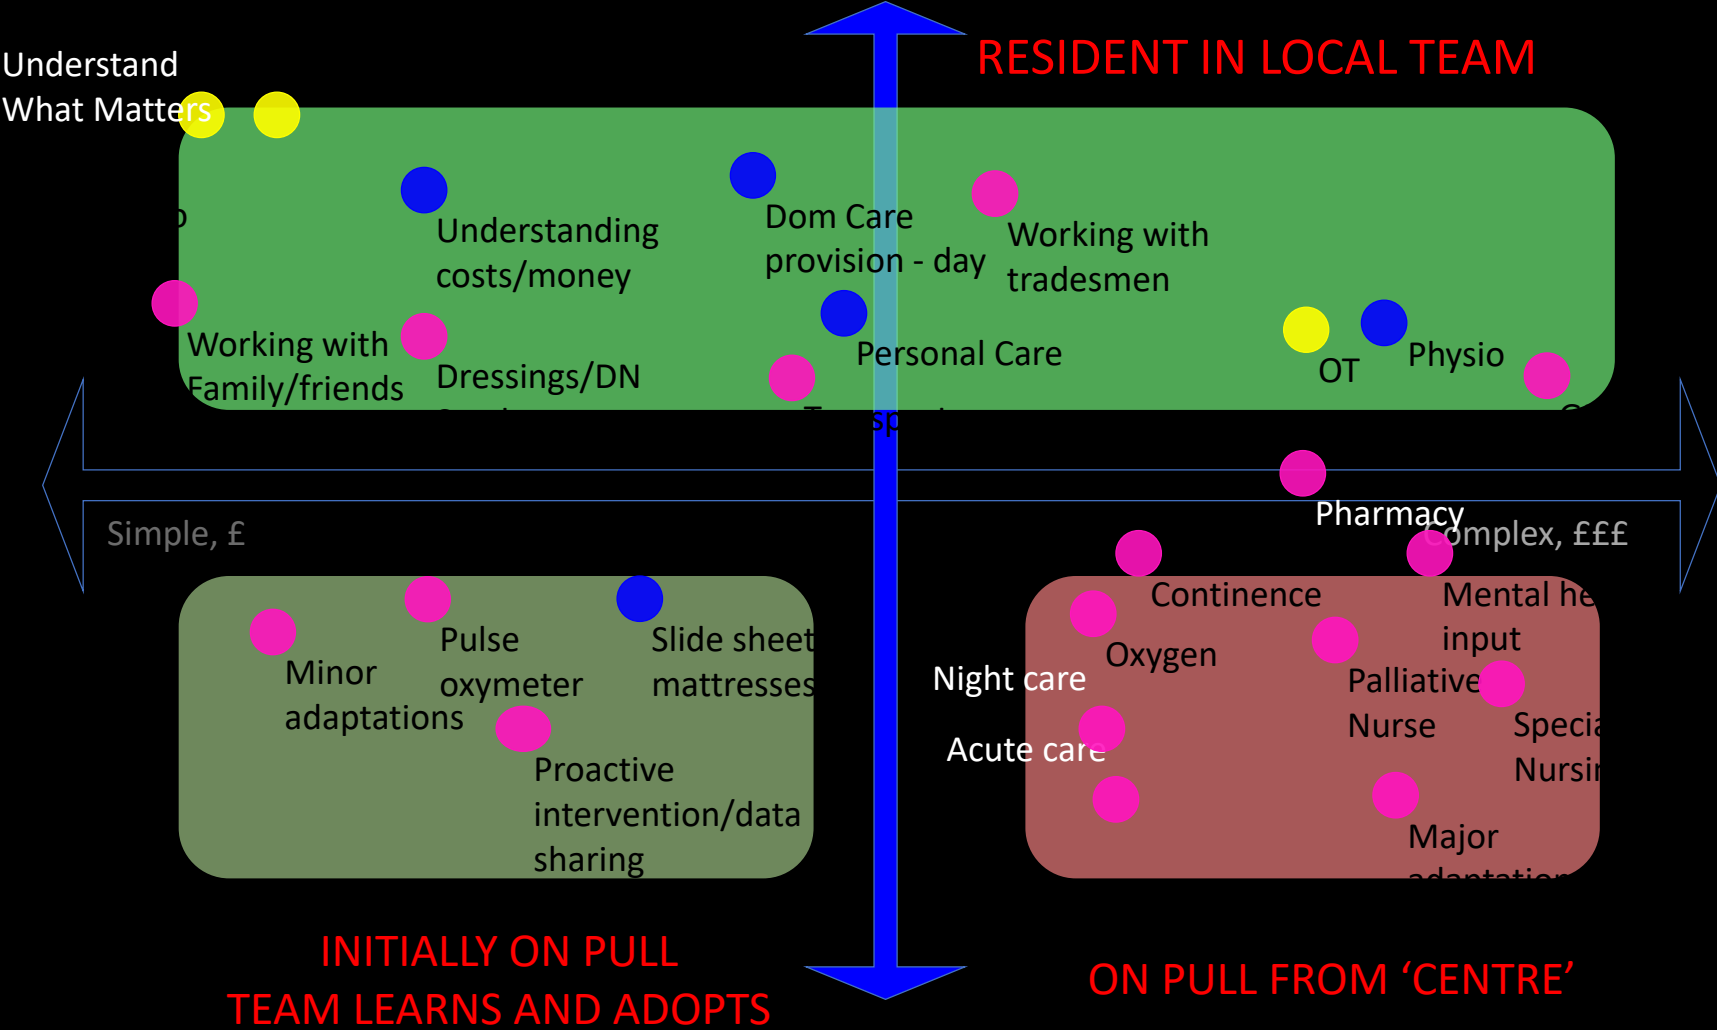 RESIDENT IN LOCAL TEAM
Understand
What Matters
Understanding
costs/money
Dom Care
provision - day
Working with
tradesmen
Working with
Family/friends
Dressings/DN
Personal Care
OT
Physio
Pharmacy
Simple, £
Complex, £££
Minor
adaptations
Pulse
oxymeter
Slide sheet
mattresses
Proactive
intervention/data
sharing
Continence
Oxygen
Night care
Acute care
Mental he
input
Palliative
Nurse
Specia
Nursin
Major
INITIALLY ON PULL
TEAM LEARNS AND ADOPTS
ON PULL FROM ‘CENTRE’